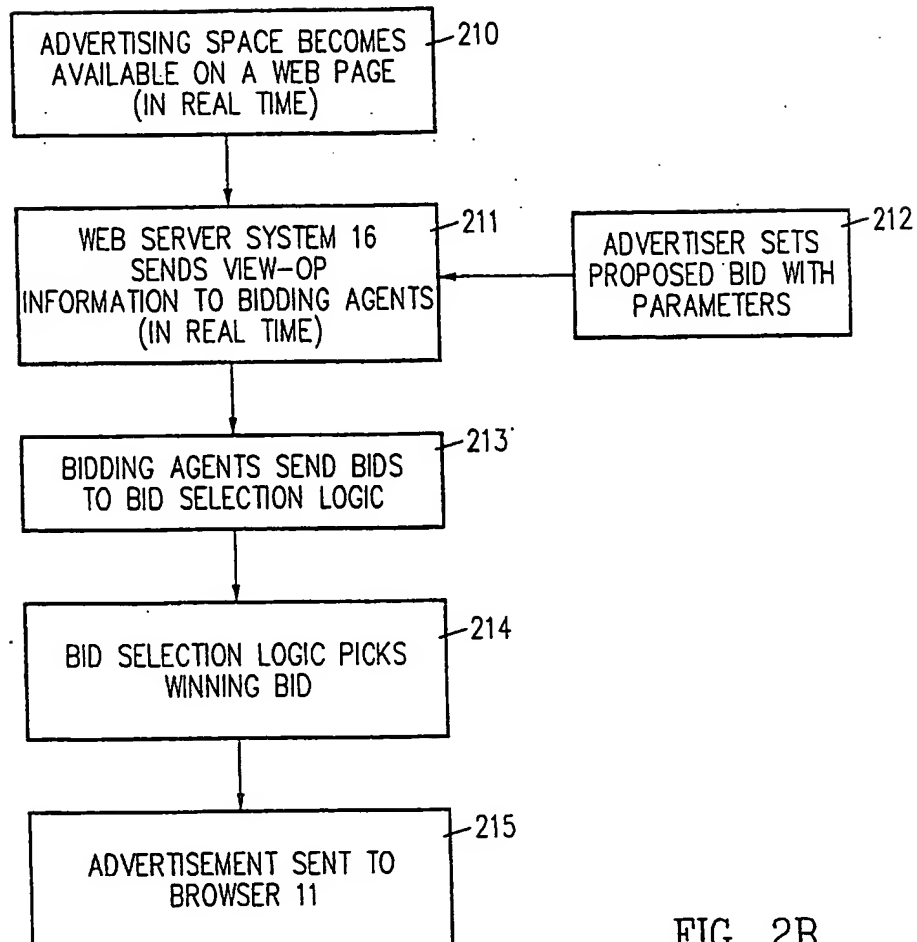 ADVERTISING SPACE BECOMES
AVAILABLE ON A WEB PAGE
(IN REAL TIME)
210
WEB SERVER SYSTEM 16
SENDS VIEW-OP
INFORMATION TO BIDDING AGENTS
(IN REAL TIME)
211
ADVERTISER SETS
PROPOSED BID WITH
PARAMETERS
212
BIDDING AGENTS SEND BIDS
TO BID SELECTION LOGIC
213
BID SELECTION LOGIC PICKS
WINNING BID
214
ADVERTISEMENT SENT TO
BROWSER 11
215
FIG. 2B